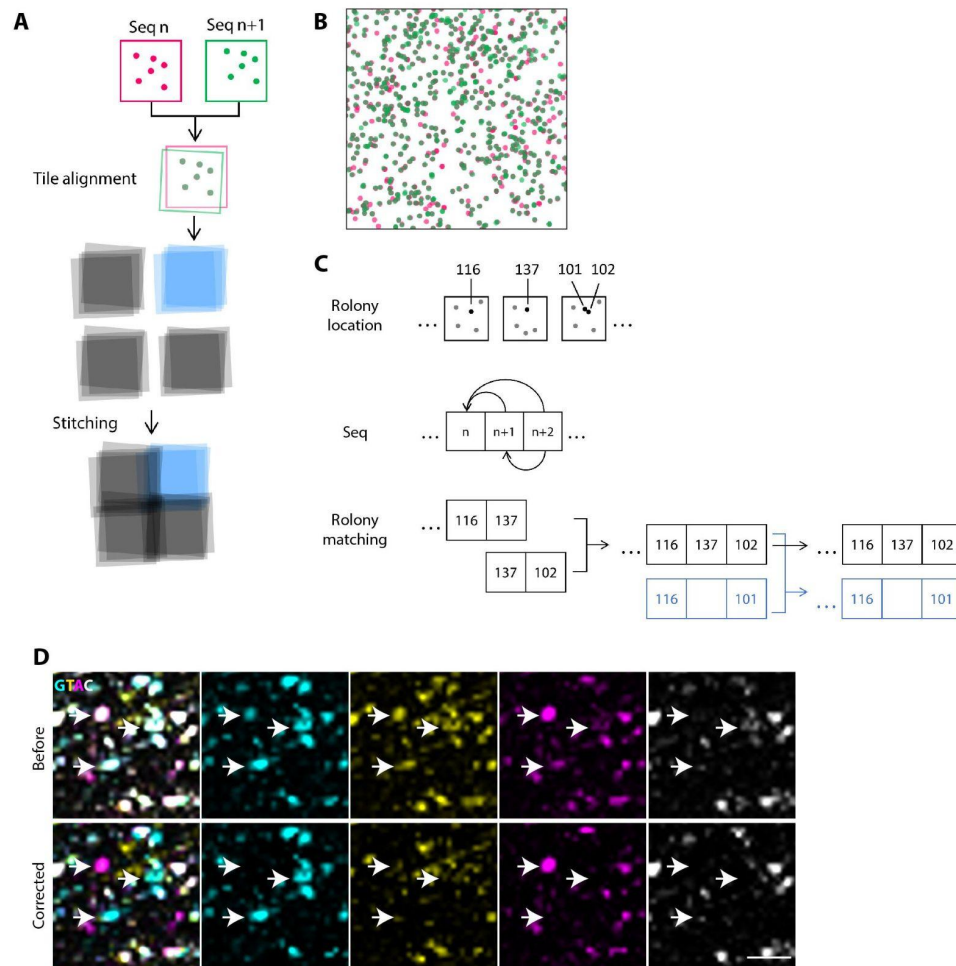 A
Seq n
Seq n+1
Tile alignment
Stitching
B
C
116
137
101
102
Rolony
location
...
...
Seq
...
n
n+1
n+2
...
Rolony
matching
...
116
137
137
102
...
116
137
102
116
101
...
116
137
102
...
116
101
D
GTAC
Before
Corrected